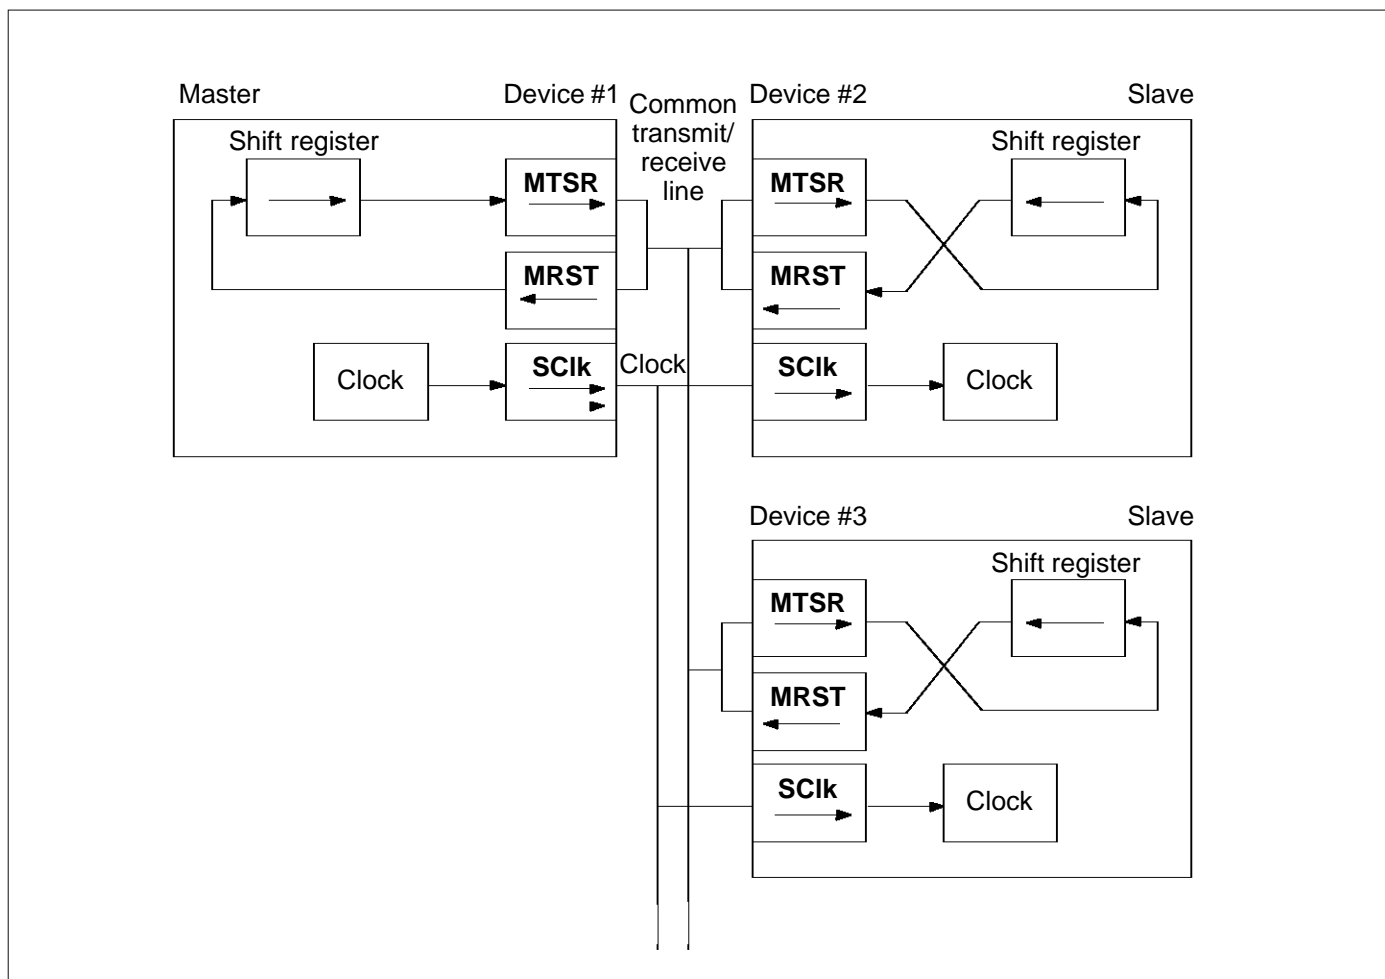 Master
Device #1
Common
transmit/
receive
line
Device #2
Slave
Shift register
MTSR
MRST
Clock
SClk
Clock
MTSR
Shift register
MRST
SClk
Clock
Device #3
Slave
MTSR
Shift register
MRST
SClk
Clock